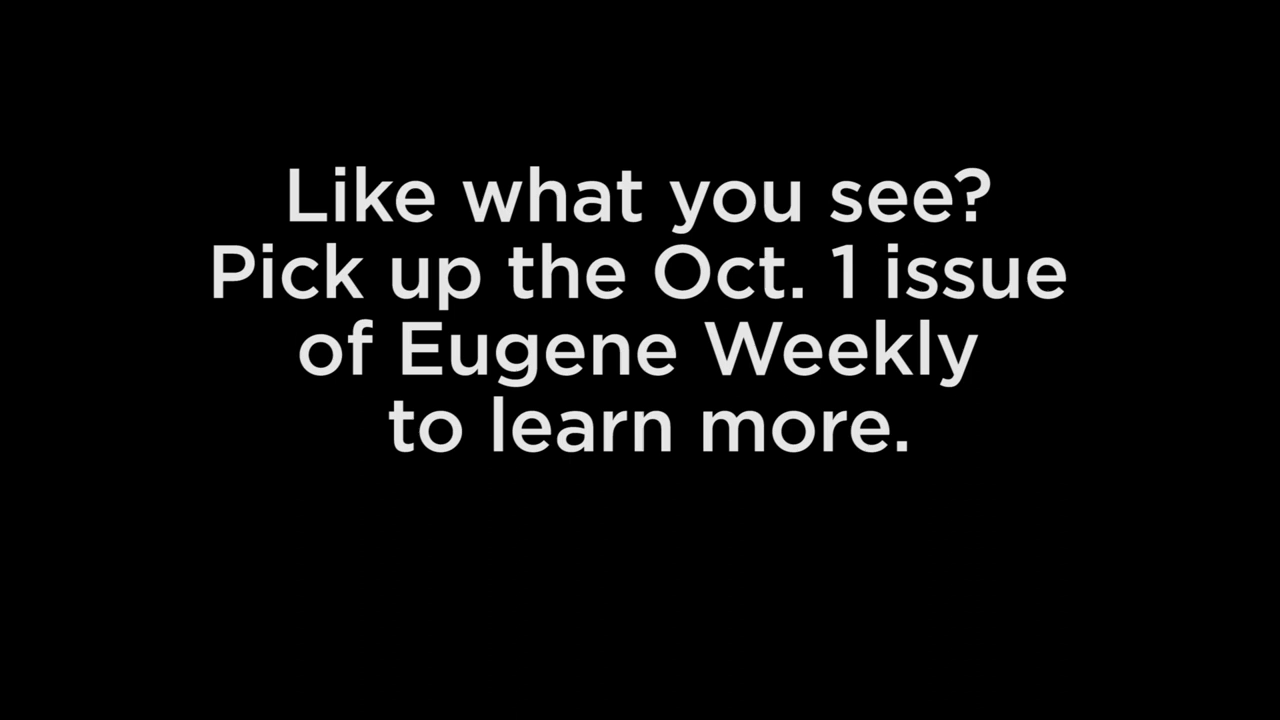 Like what you see?
Pick up the Oct. 1 issue
of Eugene Weekly
to learn more.